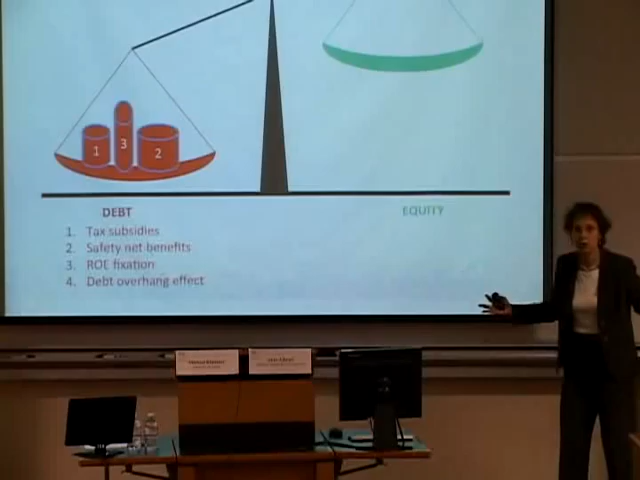 1
3
2
DEBT
EQUITY
1. Tax subsidies
2. Safety net benefits
3. ROE fixation
4. Debt overhang effect